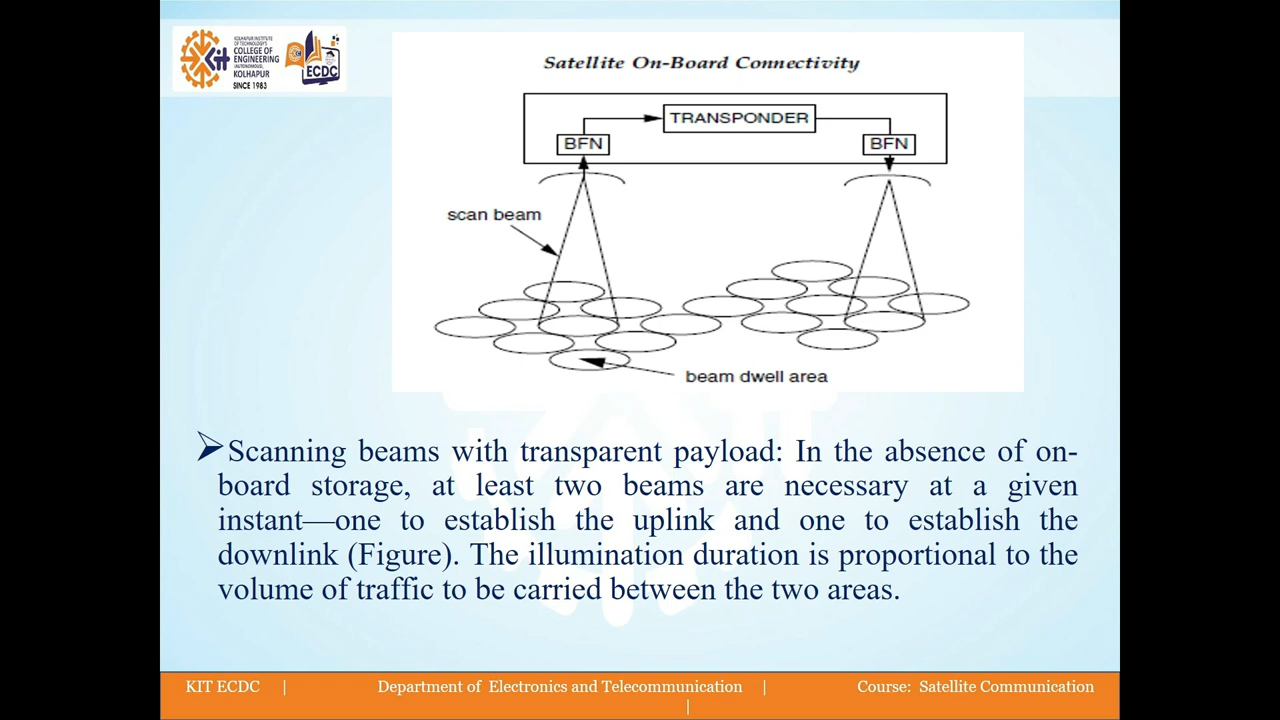 KOLHAPUR INSTITUTE
OF TECHNOLOGY'S
COLLEGE OF
ENGINEERING
(AUTONOMOUS),
KOLHAPUR
SINCE 1983
Kit
ECDC
Satellite On-Board Connectivity
TRANSPONDER
BFN
BFN
scan beam
beam dwell area
➢Scanning beams with transparent payload: In the absence of on-
board storage, at least two beams are necessary at a given
instant—one to establish the uplink and one to establish the
downlink (Figure). The illumination duration is proportional to the
volume of traffic to be carried between the two areas.
KIT ECDC | Department of Electronics and Telecommunication | Course: Satellite Communication
|